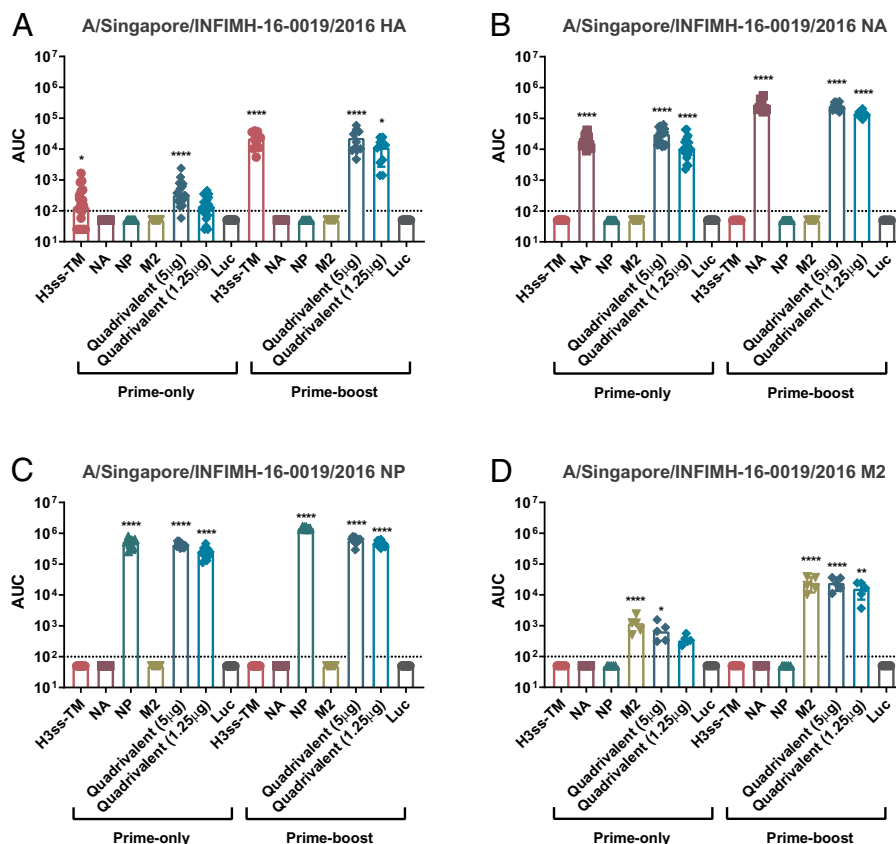 A
A/Singapore/INFIMH-16-0019/2016 HA
AUC
10⁷
10⁶
10⁵
10⁴
10³
10²
10¹
*
****
****
****
*
H3ss-TM
NA
NP
M2
Quadrivalent (5μg)
Quadrivalent (1.25μg)
Luc
H3ss-TM
NA
NP
M2
Quadrivalent (5μg)
Quadrivalent (1.25μg)
Luc
Prime-only
Prime-boost
B
A/Singapore/INFIMH-16-0019/2016 NA
AUC
10⁷
10⁶
10⁵
10⁴
10³
10²
10¹
****
****
****
****
****
****
H3ss-TM
NA
NP
M2
Quadrivalent (5μg)
Quadrivalent (1.25μg)
Luc
H3ss-TM
NA
NP
M2
Quadrivalent (5μg)
Quadrivalent (1.25μg)
Luc
Prime-only
Prime-boost
C
A/Singapore/INFIMH-16-0019/2016 NP
AUC
10⁷
10⁶
10⁵
10⁴
10³
10²
10¹
****
****
****
****
****
****
H3ss-TM
NA
NP
M2
Quadrivalent (5μg)
Quadrivalent (1.25μg)
Luc
H3ss-TM
NA
NP
M2
Quadrivalent (5μg)
Quadrivalent (1.25μg)
Luc
Prime-only
Prime-boost
D
A/Singapore/INFIMH-16-0019/2016 M2
AUC
10⁷
10⁶
10⁵
10⁴
10³
10²
10¹
****
*
****
****
**
H3ss-TM
NA
NP
M2
Quadrivalent (5μg)
Quadrivalent (1.25μg)
Luc
H3ss-TM
NA
NP
M2
Quadrivalent (5μg)
Quadrivalent (1.25μg)
Luc
Prime-only
Prime-boost